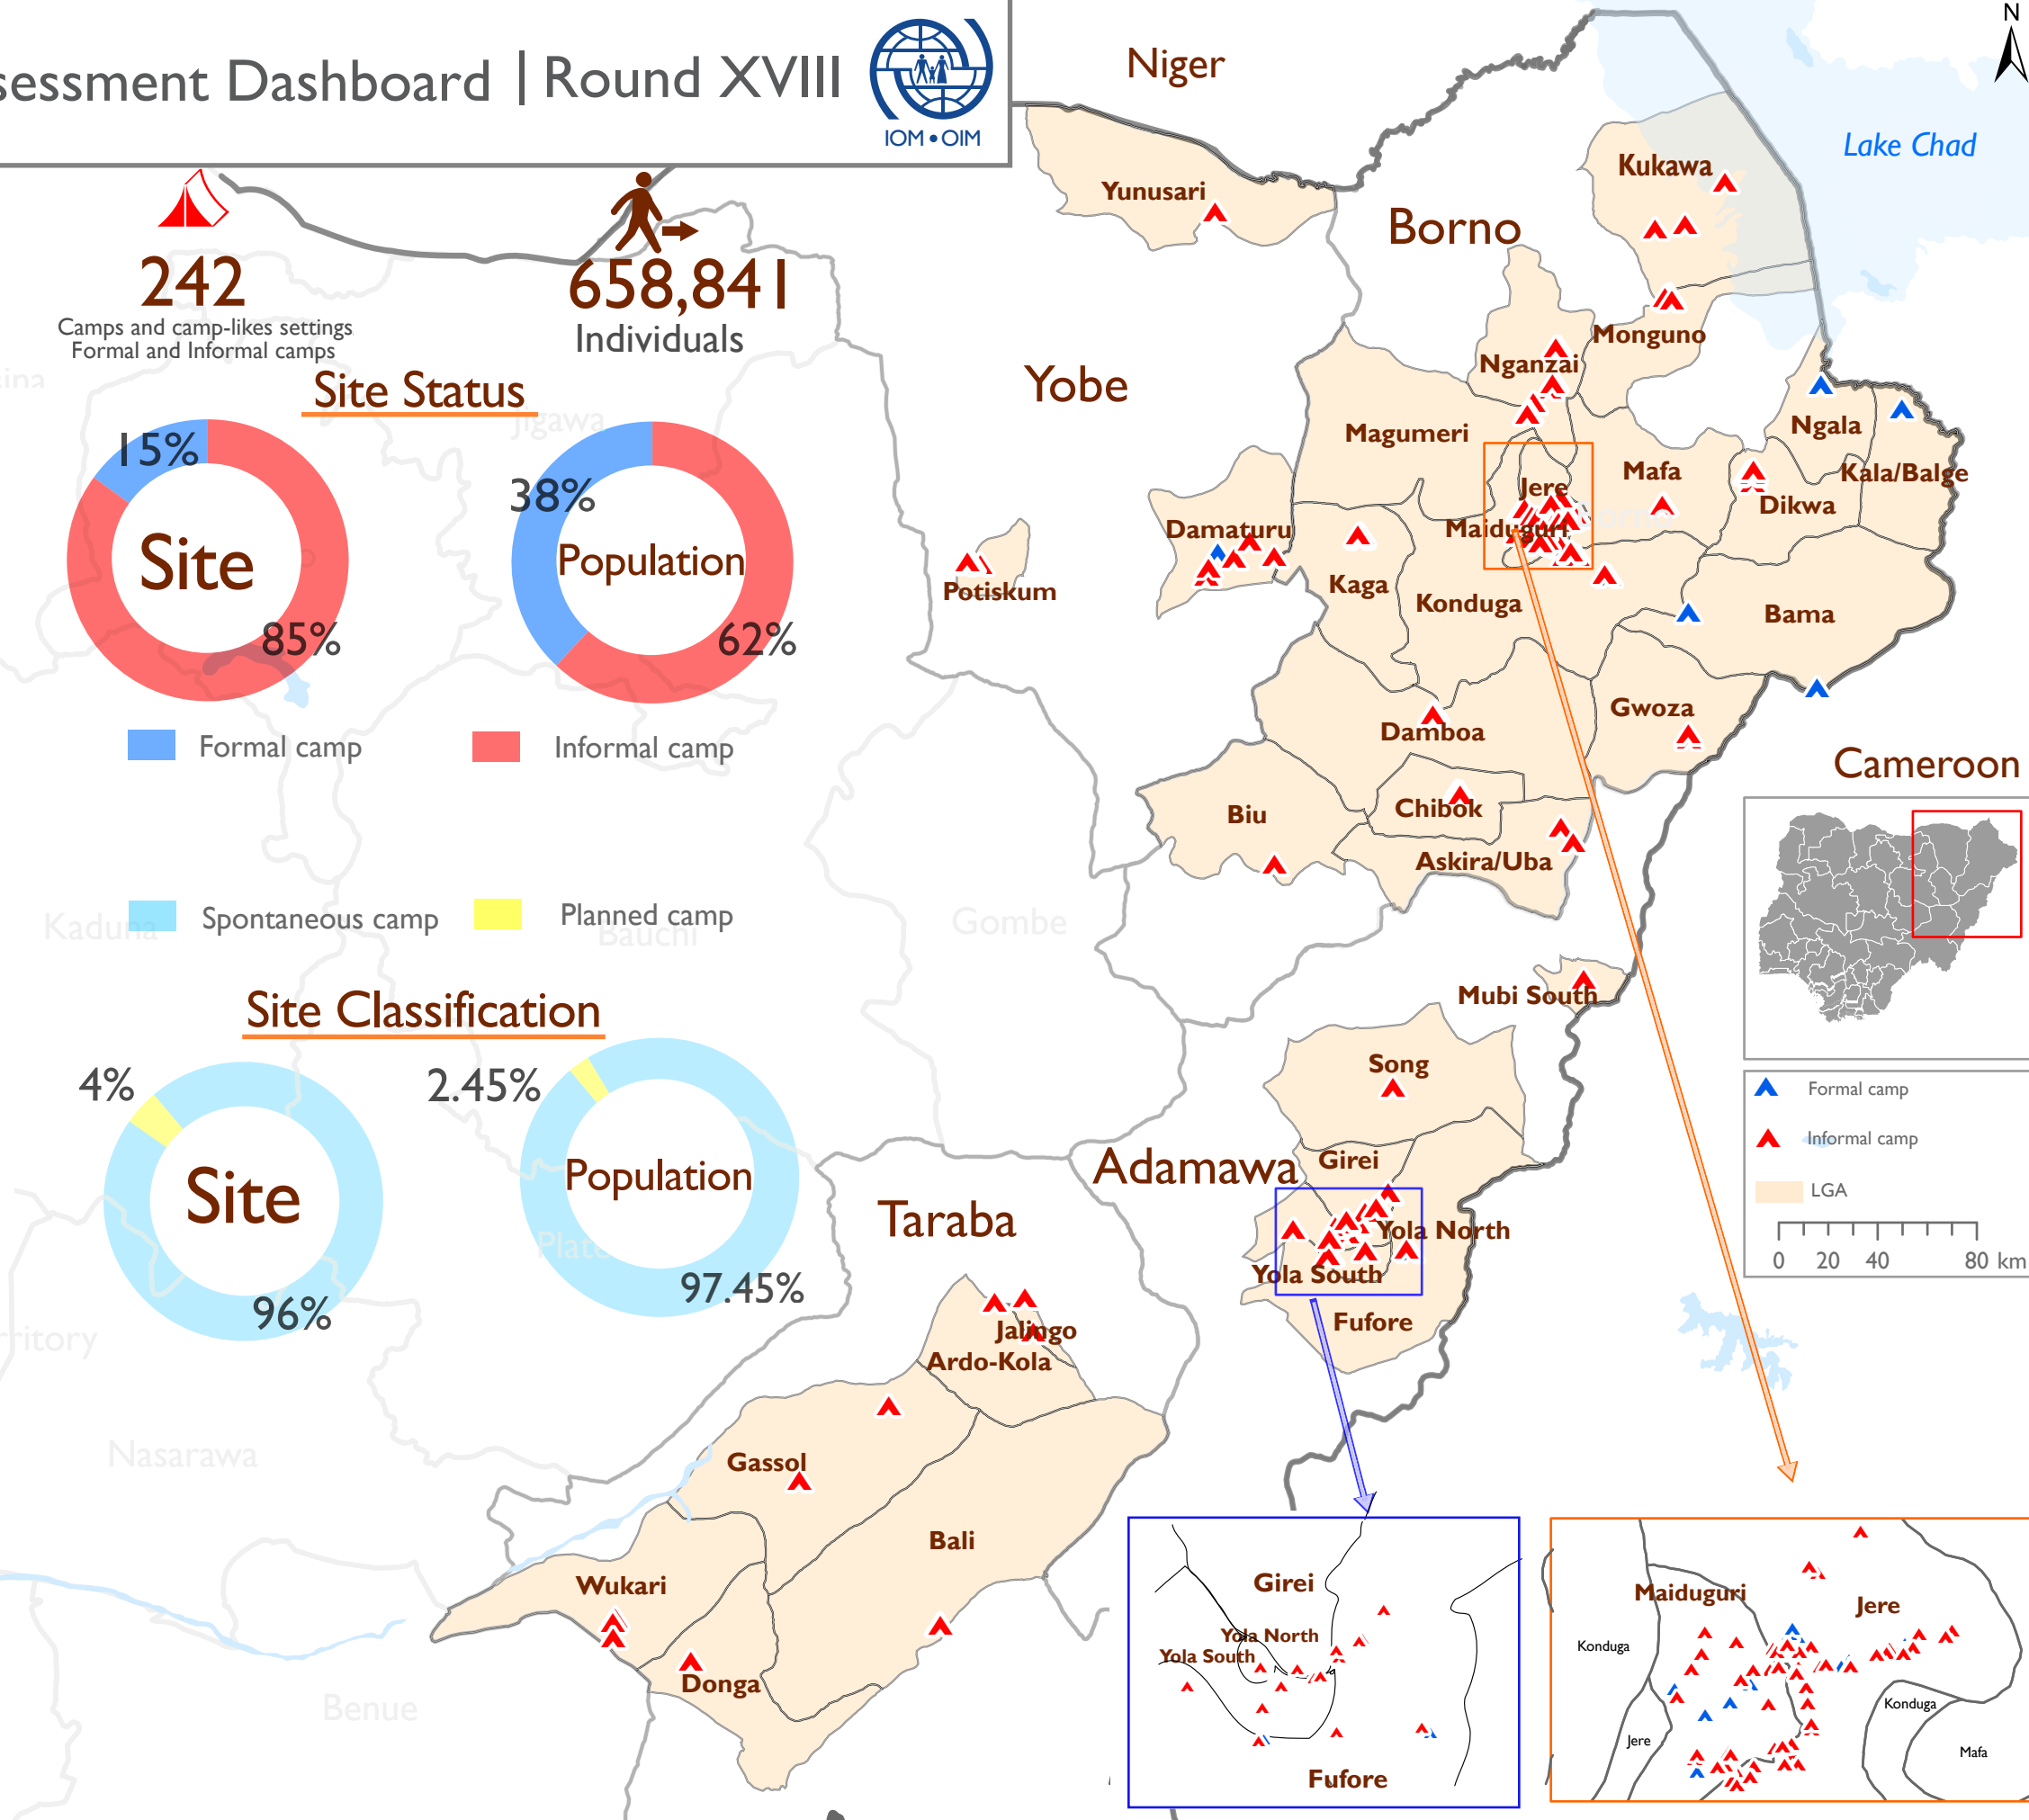 sessment Dashboard | Round XVIII
IOM • OIM
N
Niger
Lake Chad
Kukawa
Yunusari
Borno
242
Camps and camp-likes settings
Formal and Informal camps
658,841
Individuals
Monguno
Nganzai
Yobe
Site Status
Jigawa
15%
Site
85%
38%
Population
62%
Formal camp
Informal camp
Magumeri
Ngala
Mafa
Kala/Balge
Jere
Dikwa
Damaturu
Maiduguri
Potiskum
Kaga
Konduga
Bama
Gwoza
Damboa
Cameroon
Chibok
Biu
Askira/Uba
Spontaneous camp
Planned camp
Kaduna
Bauchi
Gombe
Site Classification
4%
Site
96%
2.45%
Population
97.45%
Mubi South
Song
Formal camp
Informal camp
LGA
0 20 40 80 km
Adamawa
Girei
Taraba
Yola North
Yola South
Fufore
Jalingo
Ardo-Kola
rritory
Nasarawa
Gassol
Bali
Wukari
Donga
Benue
Girei
Yola North
Yola South
Fufore
Maiduguri
Jere
Konduga
Konduga
Jere
Mafa